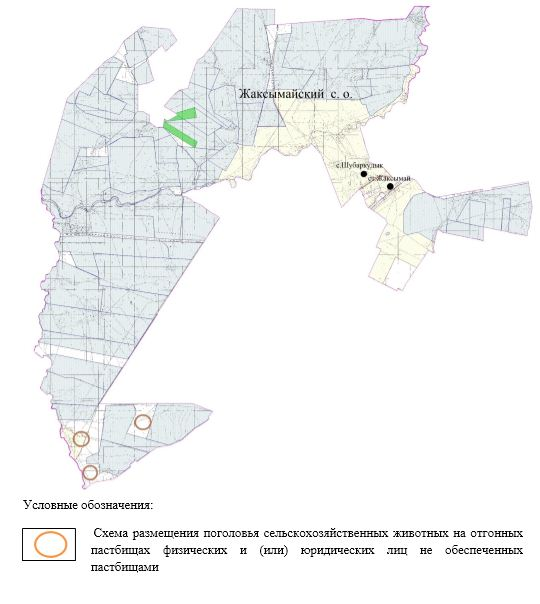 Жаксымайский с. о.
с.Шубаркудык
с.Жаксымай
Условные обозначения:
Схема размещения поголовья сельскохозяйственных животных на отгонных
пастбищах физических и (или) юридических лиц не обеспеченных
пастбищами